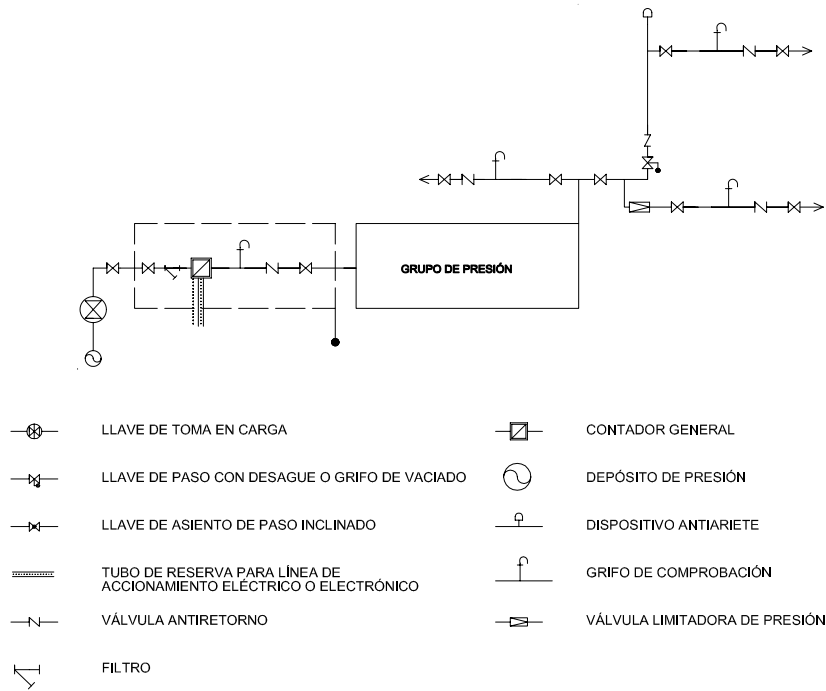 GRUPO DE PRESIÓN
LLAVE DE TOMA EN CARGA
CONTADOR GENERAL
LLAVE DE PASO CON DESAGUE O GRIFO DE VACIADO
DEPÓSITO DE PRESIÓN
LLAVE DE ASIENTO DE PASO INCLINADO
DISPOSITIVO ANTIARIETE
TUBO DE RESERVA PARA LÍNEA DE
ACCIONAMIENTO ELÉCTRICO O ELECTRÓNICO
GRIFO DE COMPROBACIÓN
VÁLVULA ANTIRETORNO
VÁLVULA LIMITADORA DE PRESIÓN
FILTRO